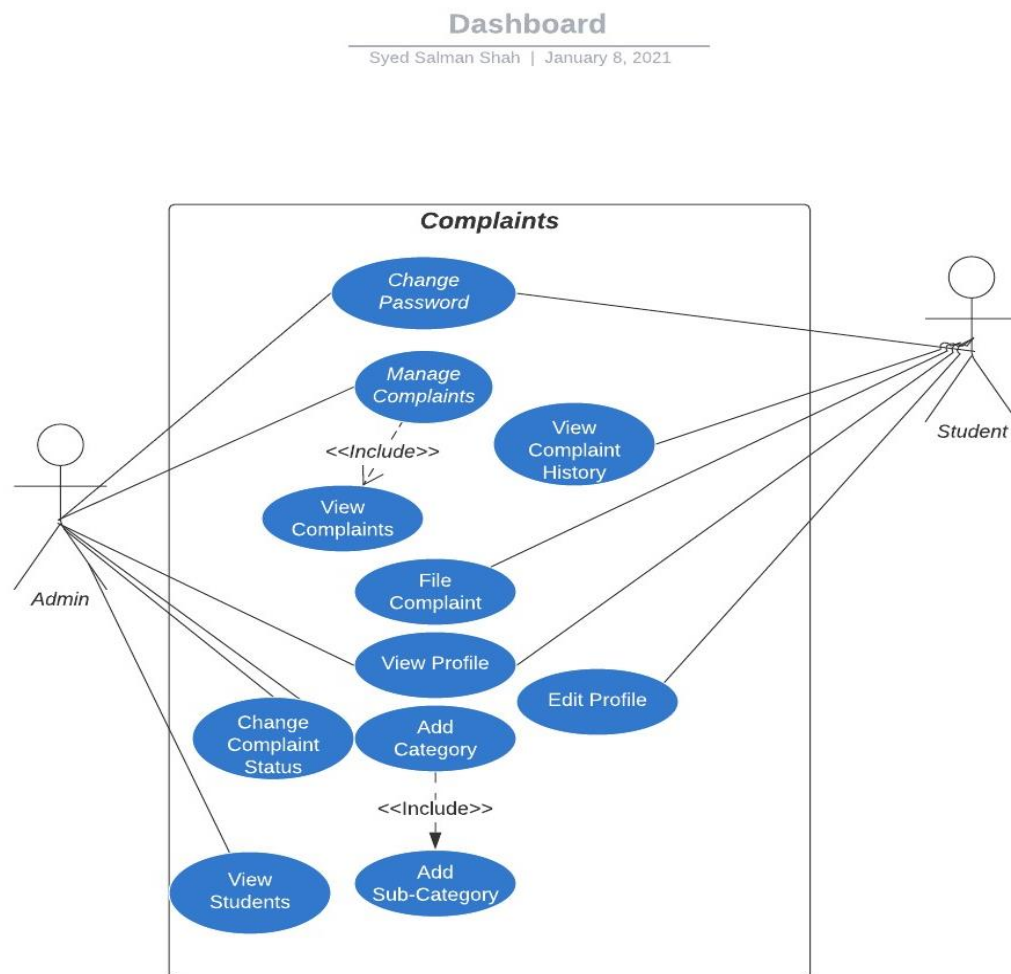 Dashboard
Syed Salman Shah | January 8, 2021
Complaints
Change
Password
Manage
Complaints
<<Include>>
View
Complaint
History
Student
View
Complaints
Admin
File
Complaint
View Profile
Edit Profile
Change
Complaint
Status
Add
Category
<<Include>>
View
Students
Add
Sub-Category